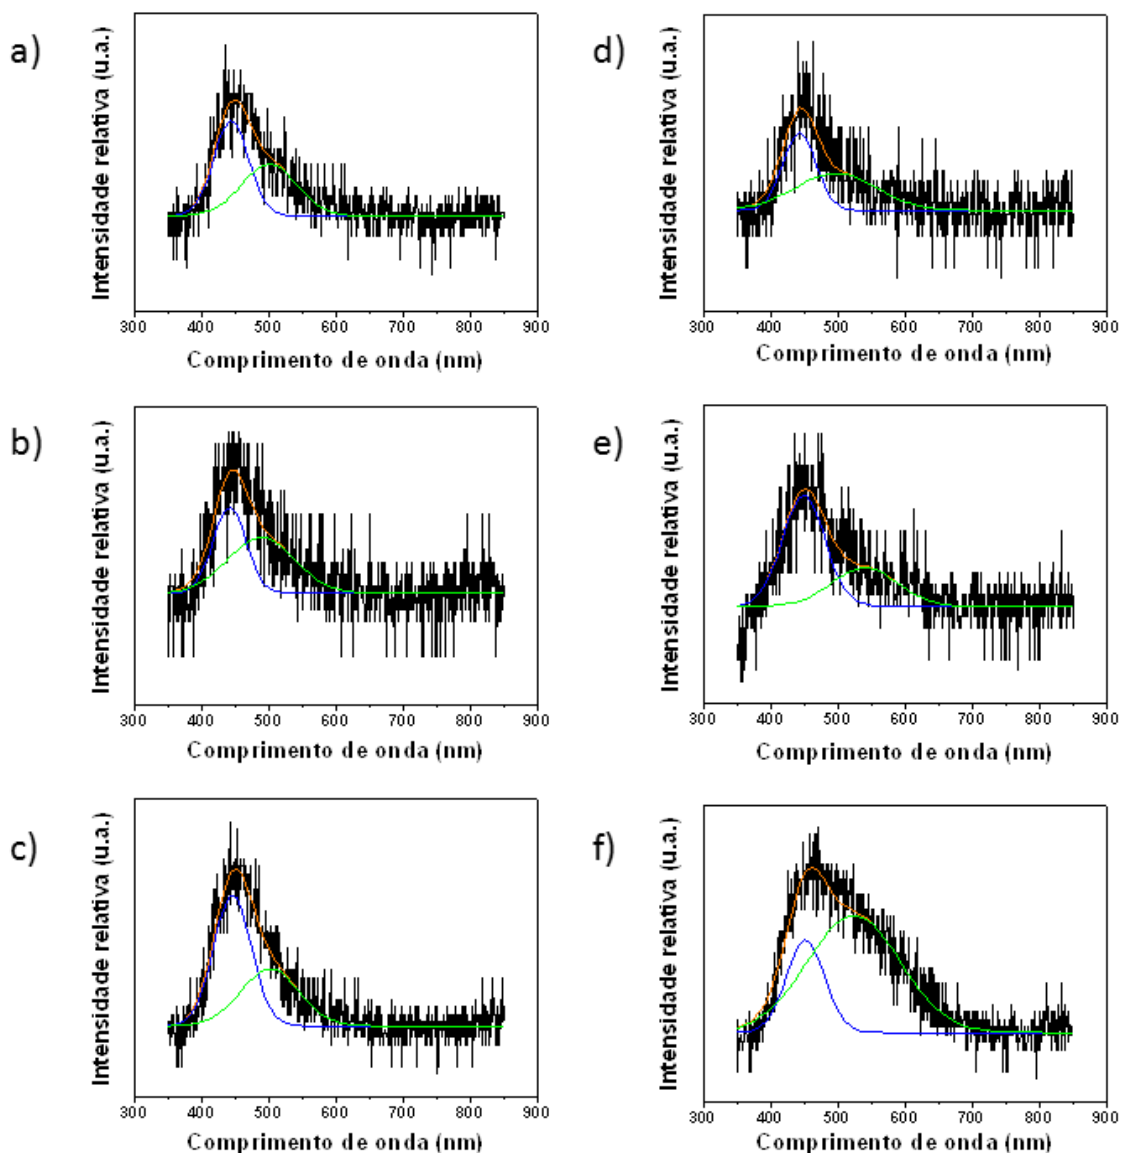 a)
Intensidade relativa (u.a.)
300 400 500 600 700 800 900
Comprimento de onda (nm)
d)
Intensidade relativa (u.a.)
300 400 500 600 700 800 900
Comprimento de onda (nm)
b)
Intensidade relativa (u.a.)
300 400 500 600 700 800 900
Comprimento de onda (nm)
e)
Intensidade relativa (u.a.)
300 400 500 600 700 800 900
Comprimento de onda (nm)
c)
Intensidade relativa (u.a.)
300 400 500 600 700 800 900
Comprimento de onda (nm)
f)
Intensidade relativa (u.a.)
300 400 500 600 700 800 900
Comprimento de onda (nm)